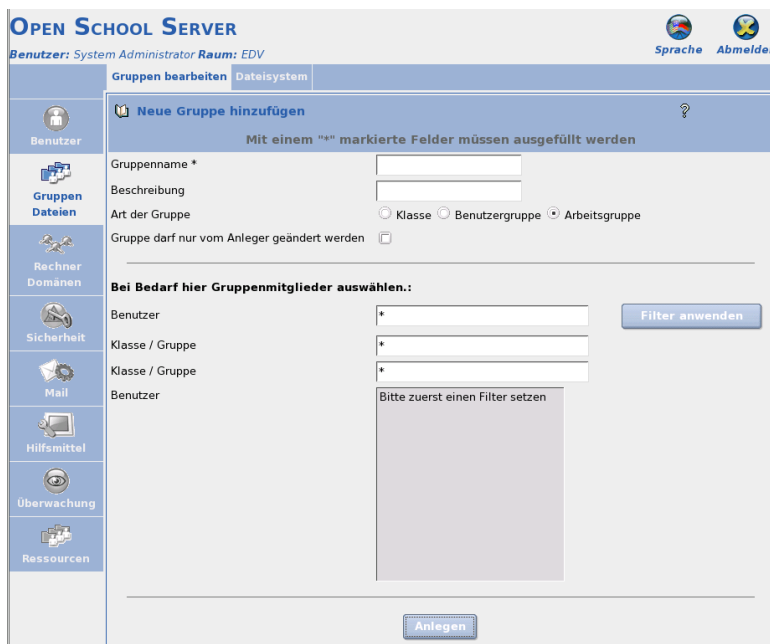 OPEN SCHOOL SERVER
Benutzer: System Administrator Raum: EDV
Sprache
Abmelde
Gruppen bearbeiten
Dateisystem
Benutzer
Gruppen
Dateien
Rechner
Domänen
Sicherheit
Mail
Hilfsmittel
Überwachung
Ressourcen
Neue Gruppe hinzufügen
?
Mit einem "*" markierte Felder müssen ausgefüllt werden
Gruppenname *
Beschreibung
Art der Gruppe Klasse Benutzergruppe Arbeitsgruppe
Gruppe darf nur vom Anleger geändert werden
Bei Bedarf hier Gruppenmitglieder auswählen.:
Benutzer * Filter anwenden
Klasse / Gruppe *
Klasse / Gruppe *
Benutzer Bitte zuerst einen Filter setzen
Anlegen